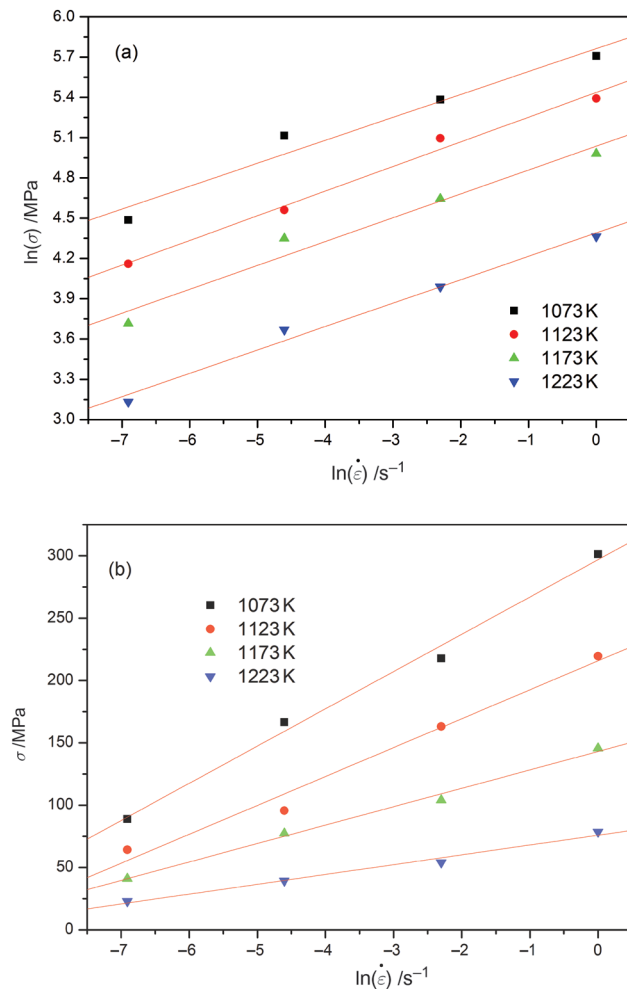 (a)
6.0
5.7
5.4
5.1
4.8
4.5
4.2
3.9
3.6
3.3
3.0
ln(σ) /MPa
1073 K
1123 K
1173 K
1223 K
–7 –6 –5 –4 –3 –2 –1 0
ln(ε̇) /s⁻¹
(b)
300
250
200
150
100
50
0
σ /MPa
1073 K
1123 K
1173 K
1223 K
–7 –6 –5 –4 –3 –2 –1 0
ln(ε̇) /s⁻¹